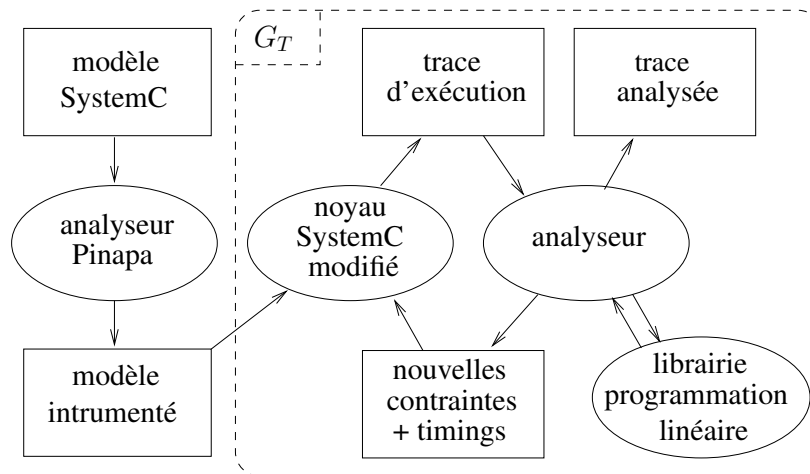 G_T
modèle
SystemC
trace
d'exécution
trace
analysée
analyseur
Pinapa
noyau
SystemC
modifié
analyseur
modèle
intrumenté
nouvelles
contraintes
+ timings
librairie
programmation
linéaire